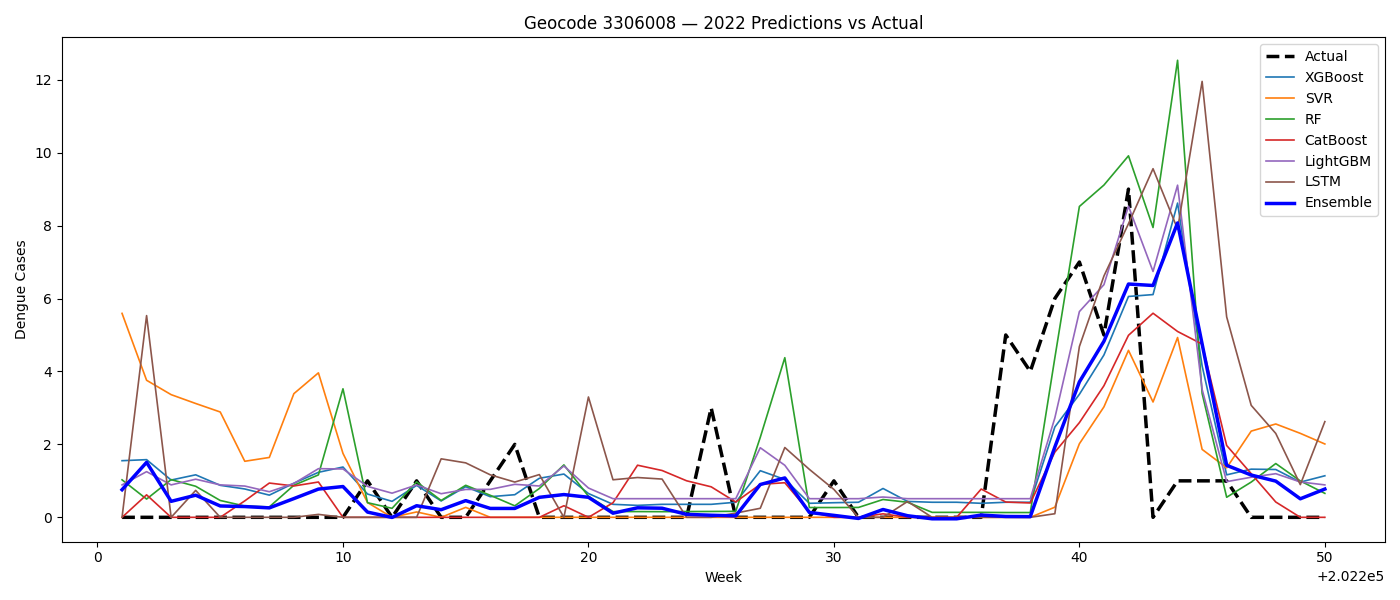 Geocode 3306008 — 2022 Predictions vs Actual
Dengue Cases
12
10
8
6
4
2
0
Actual
XGBoost
SVR
RF
CatBoost
LightGBM
LSTM
Ensemble
0 10 20 30 40 50
+2.022e5
Week